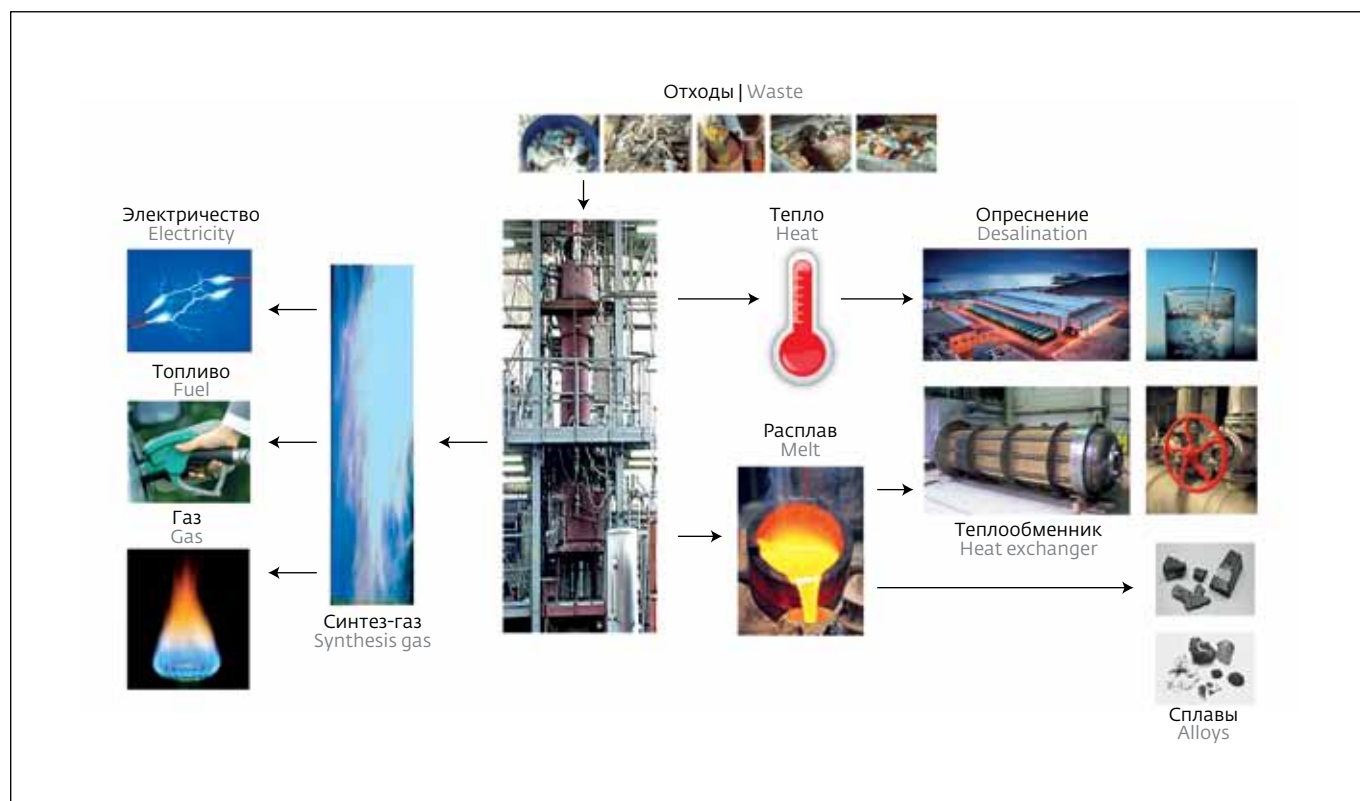 Отходы | Waste
Электричество
Electricity
Тепло
Heat
Опреснение
Desalination
Топливо
Fuel
Расплав
Melt
Газ
Gas
Теплообменник
Heat exchanger
Синтез-газ
Synthesis gas
Сплавы
Alloys